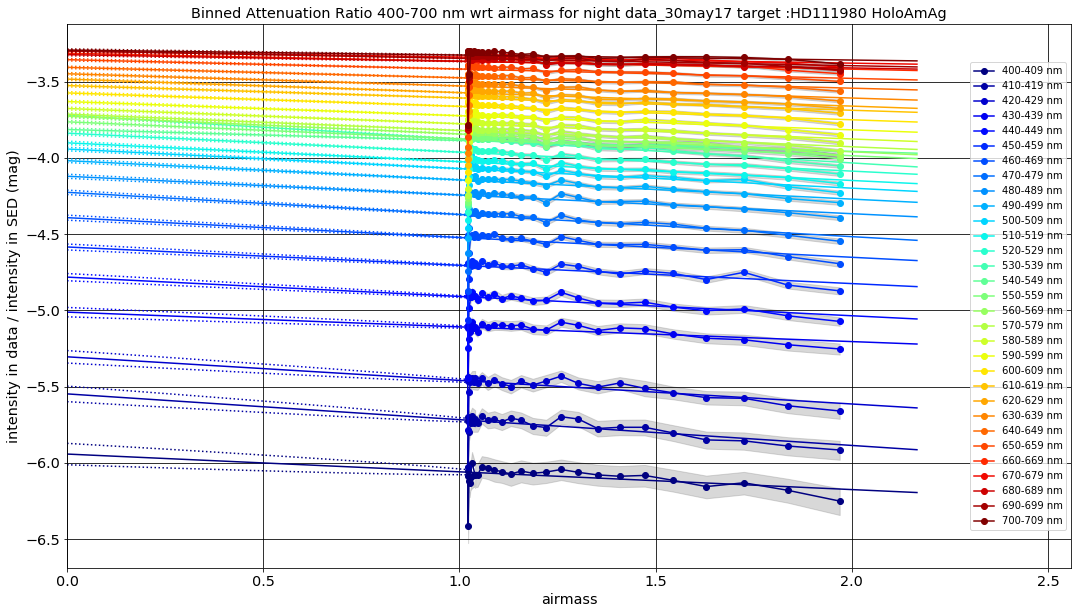 Binned Attenuation Ratio 400-700 nm wrt airmass for night data_30may17 target :HD111980 HoloAmAg
intensity in data / intensity in SED (mag)
−3.5
−4.0
−4.5
−5.0
−5.5
−6.0
−6.5
400-409 nm
410-419 nm
420-429 nm
430-439 nm
440-449 nm
450-459 nm
460-469 nm
470-479 nm
480-489 nm
490-499 nm
500-509 nm
510-519 nm
520-529 nm
530-539 nm
540-549 nm
550-559 nm
560-569 nm
570-579 nm
580-589 nm
590-599 nm
600-609 nm
610-619 nm
620-629 nm
630-639 nm
640-649 nm
650-659 nm
660-669 nm
670-679 nm
680-689 nm
690-699 nm
700-709 nm
0.0 0.5 1.0 1.5 2.0 2.5
airmass